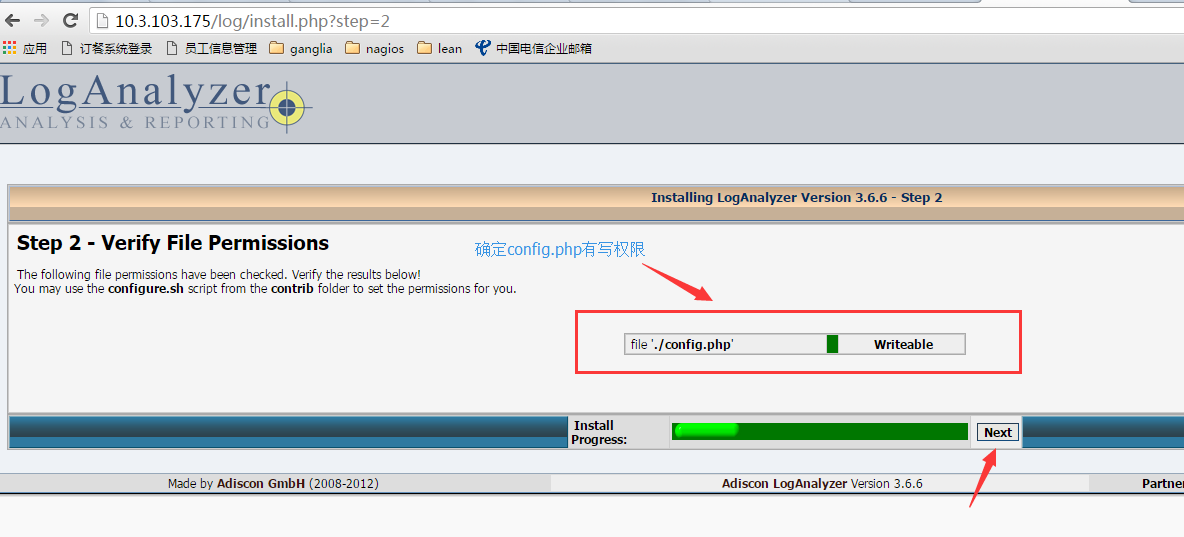 10.3.103.175/log/install.php?step=2
应用 订餐系统登录 员工信息管理 ganglia nagios lean 中国电信企业邮箱
LogAnalyzer
ANALYSIS & REPORTING
Installing LogAnalyzer Version 3.6.6 - Step 2
Step 2 - Verify File Permissions
确定config.php有写权限
The following file permissions have been checked. Verify the results below!
You may use the configure.sh script from the contrib folder to set the permissions for you.
file './config.php' Writeable
Install
Progress:
Next
Made by Adiscon GmbH (2008-2012) Adiscon LogAnalyzer Version 3.6.6 Partner